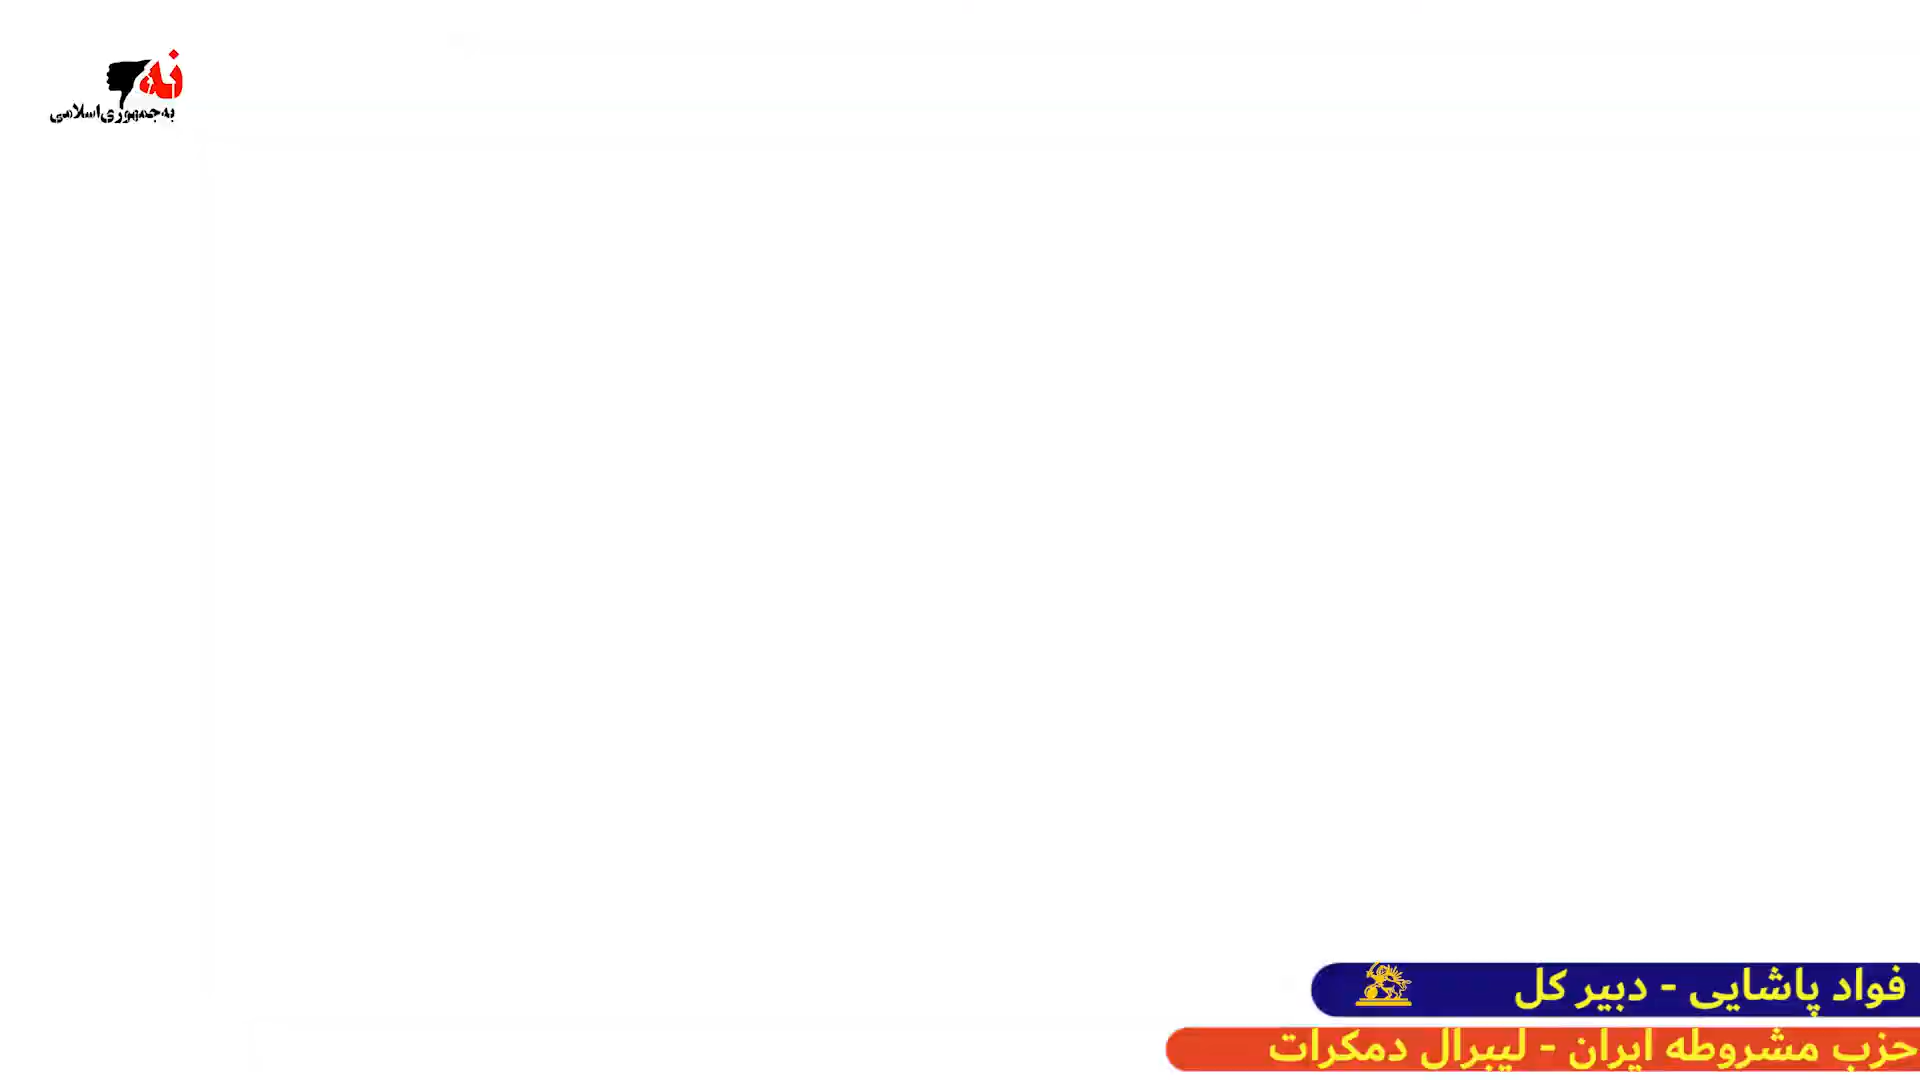 نه
به جمهوری اسلامی
فواد پاشایی - دبیر کل
حزب مشروطه ایران - لیبرال دمکرات